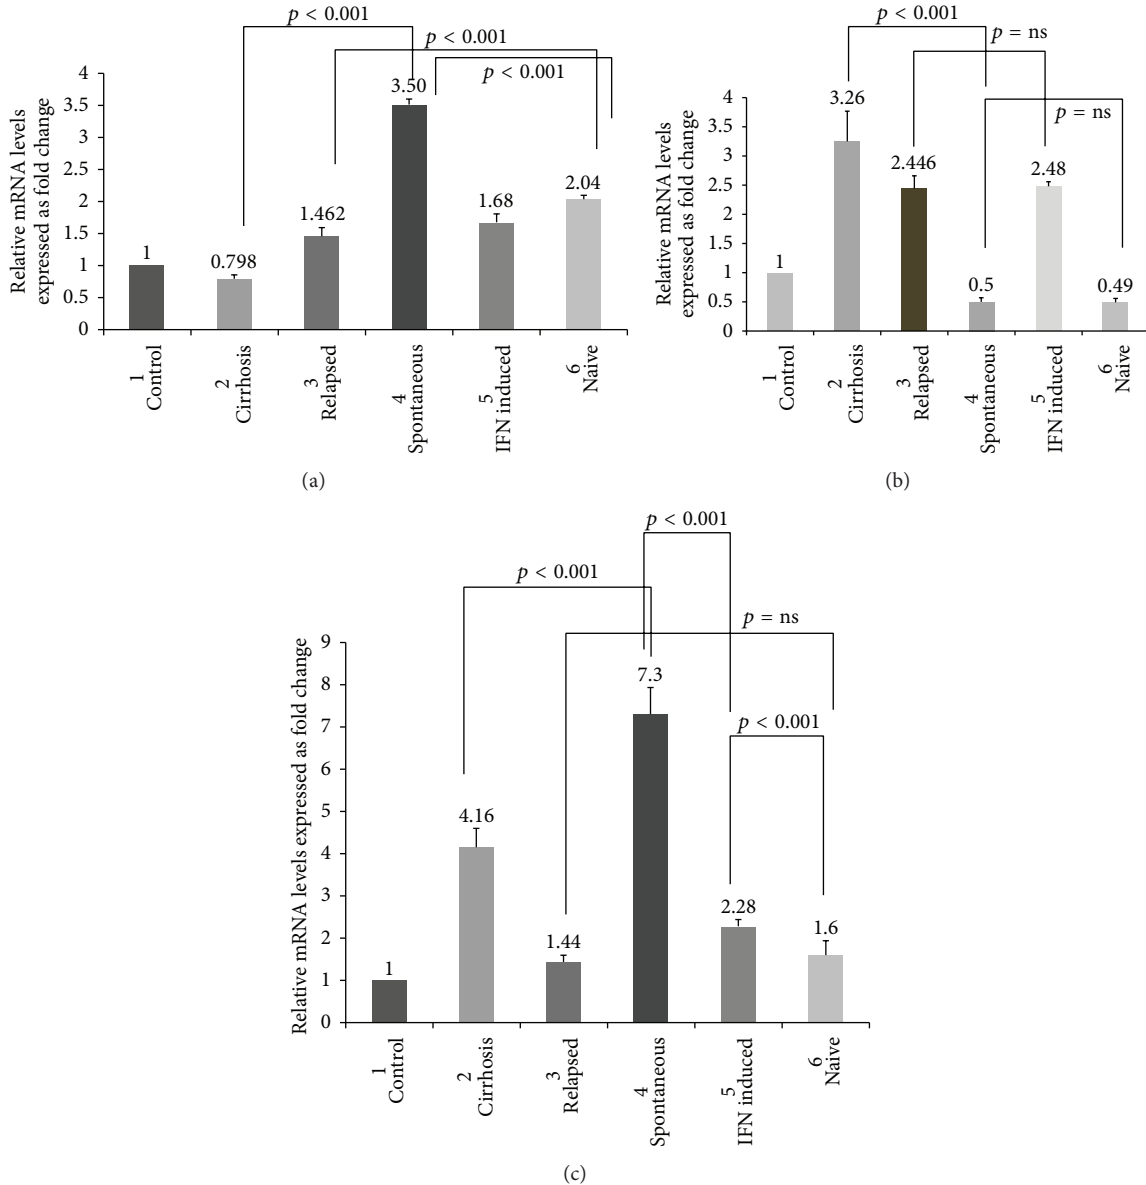 p < 0.001
p < 0.001
p < 0.001
Relative mRNA levels
expressed as fold change
4
3.5
3
2.5
2
1.5
1
0.5
0
1
0.798
1.462
3.50
1.68
2.04
1
Control
2
Cirrhosis
3
Relapsed
4
Spontaneous
5
IFN induced
6
Naive
(a)
p < 0.001
p = ns
p = ns
Relative mRNA levels
expressed as fold change
4
3.5
3
2.5
2
1.5
1
0.5
0
1
3.26
2.446
0.5
2.48
0.49
1
Control
2
Cirrhosis
3
Relapsed
4
Spontaneous
5
IFN induced
6
Naive
(b)
p < 0.001
p < 0.001
p = ns
p < 0.001
Relative mRNA levels expressed as fold change
9
8
7
6
5
4
3
2
1
0
1
4.16
1.44
7.3
2.28
1.6
1
Control
2
Cirrhosis
3
Relapsed
4
Spontaneous
5
IFN induced
6
Naive
(c)